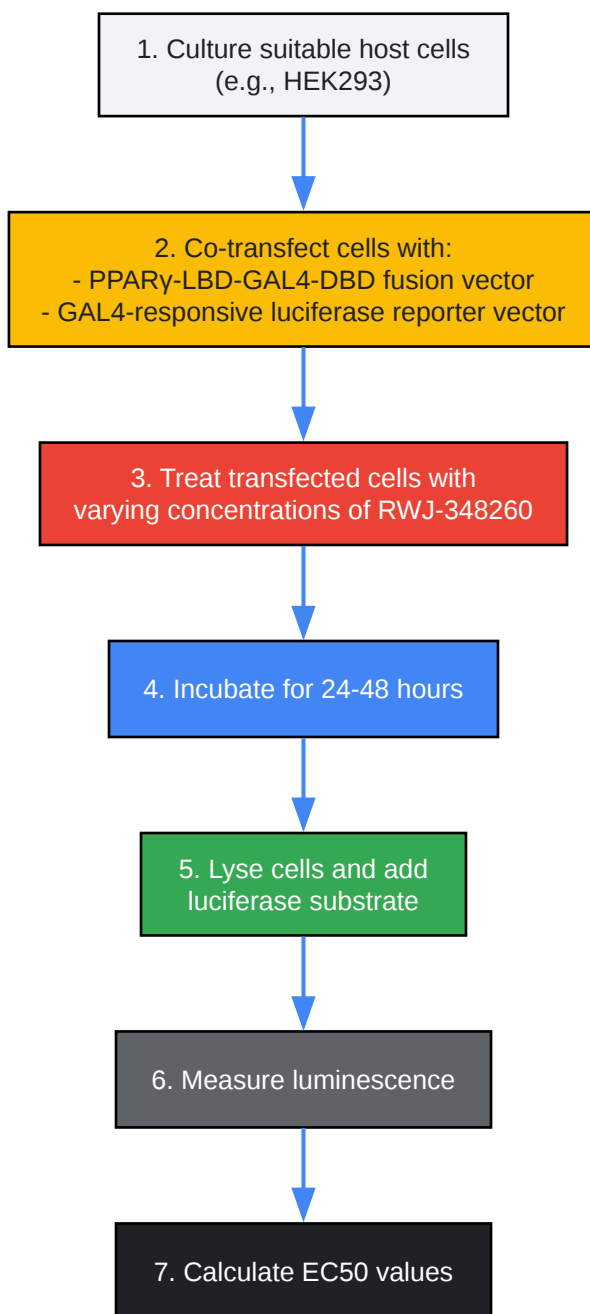 1. Culture suitable host cells
(e.g., HEK293)
2. Co-transfect cells with:
- PPARγ-LBD-GAL4-DBD fusion vector
- GAL4-responsive luciferase reporter vector
3. Treat transfected cells with
varying concentrations of RWJ-348260
4. Incubate for 24-48 hours
5. Lyse cells and add
luciferase substrate
6. Measure luminescence
7. Calculate EC50 values